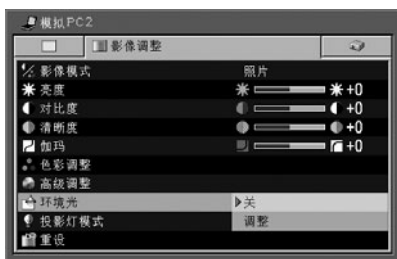 模拟PC2
影像调整
影像模式 照片
亮度 +0
对比度 +0
清晰度 +0
伽玛 +0
色彩调整
高级调整
环境光 ▶关
投影灯模式 调整
重设